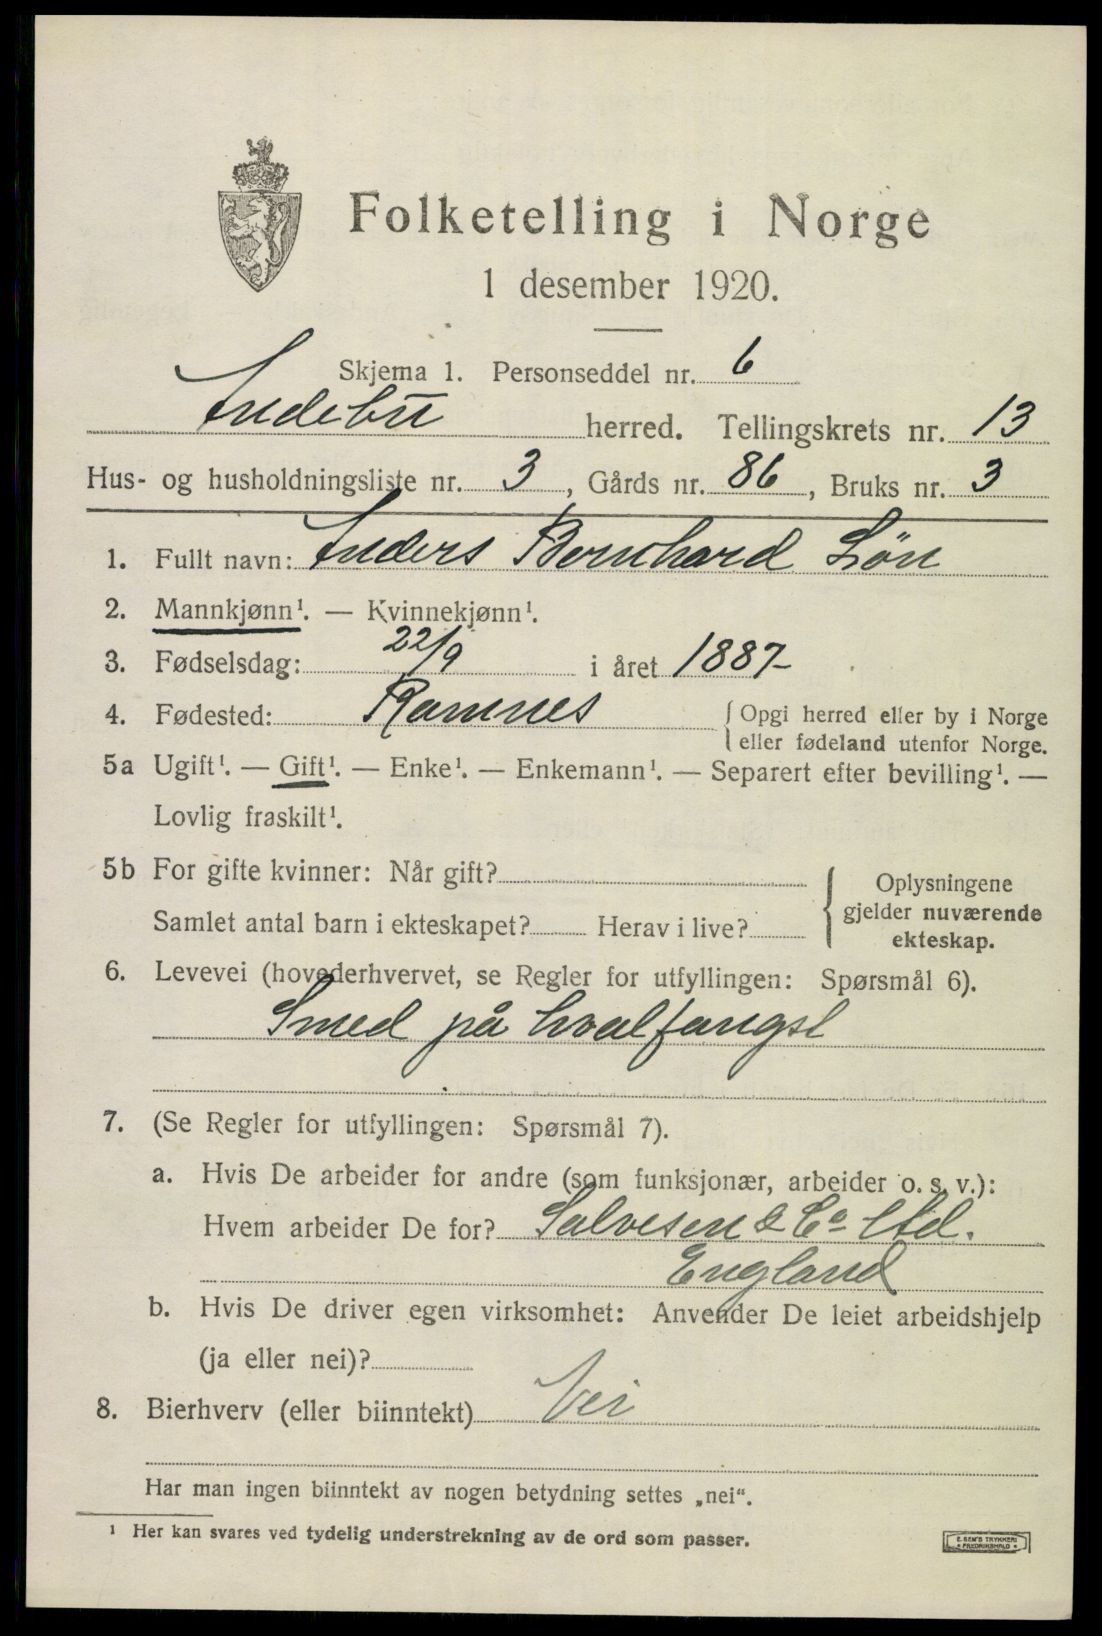 Folketelling i Norge
1 desember 1920.
Skjema 1. Personseddel nr. 6
Andebu herred. Tellingskrets nr. 13
Hus- og husholdningsliste nr. 3, Gårds nr. 86, Bruks nr. 3
1. Fullt navn: Anders Bernhard Løn
2. Mannkjønn¹. — Kvinnekjønn¹.
3. Fødselsdag: 22/9 i året 1887
4. Fødested: Ramnes { Opgi herred eller by i Norge
eller fødeland utenfor Norge.
5a Ugift¹. — Gift¹. — Enke¹. — Enkemann¹. — Separert efter bevilling¹. —
Lovlig fraskilt¹.
5b For gifte kvinner: Når gift?
Samlet antal barn i ekteskapet? Herav i live?
{ Oplysningene
gjelder nuværende
ekteskap.
6. Levevei (hovederhvervet, se Regler for utfyllingen: Spørsmål 6).
Smed på hvalfangst
7. (Se Regler for utfyllingen: Spørsmål 7).
a. Hvis De arbeider for andre (som funksjonær, arbeider o. s. v.):
Hvem arbeider De for? Salvesen & Co Ltd.
England
b. Hvis De driver egen virksomhet: Anvender De leiet arbeidshjelp
(ja eller nei)?
8. Bierhverv (eller biinntekt) Nei
Har man ingen biinntekt av nogen betydning settes „nei“.
¹ Her kan svares ved tydelig understrekning av de ord som passer.
E. SEM'S TRYKKERI
• FREDRIKSHALD •